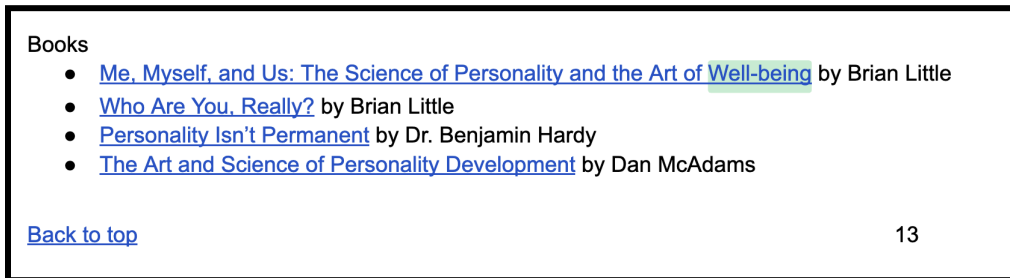 Books
● Me, Myself, and Us: The Science of Personality and the Art of Well-being by Brian Little
● Who Are You, Really? by Brian Little
● Personality Isn’t Permanent by Dr. Benjamin Hardy
● The Art and Science of Personality Development by Dan McAdams
Back to top 13